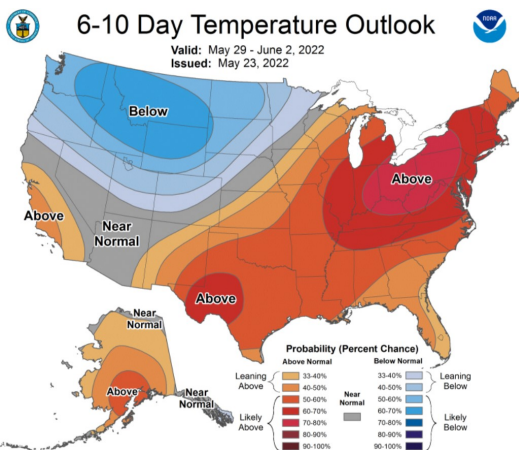 6-10 Day Temperature Outlook
Valid: May 29 - June 2, 2022
Issued: May 23, 2022
NOAA
Below
Above
Near
Normal
Above
Above
Near
Normal
Above
Near
Normal
Probability (Percent Chance)
Above Normal
Below Normal
Leaning
Above
33-40%
40-50%
50-60%
60-70%
Likely
Above
70-80%
80-90%
90-100%
Near
Normal
33-40%
40-50%
Leaning
Below
50-60%
60-70%
70-80%
Likely
Below
80-90%
90-100%